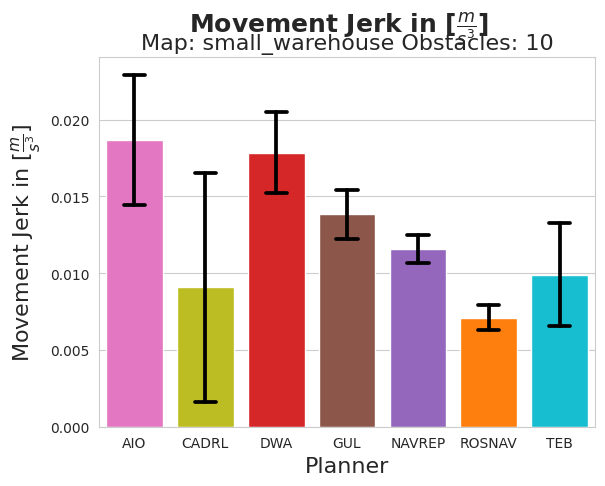 Movement Jerk in [m/s³]
Map: small_warehouse Obstacles: 10
Movement Jerk in [m/s³]
0.020
0.015
0.010
0.005
0.000
AIO CADRL DWA GUL NAVREP ROSNAV TEB
Planner